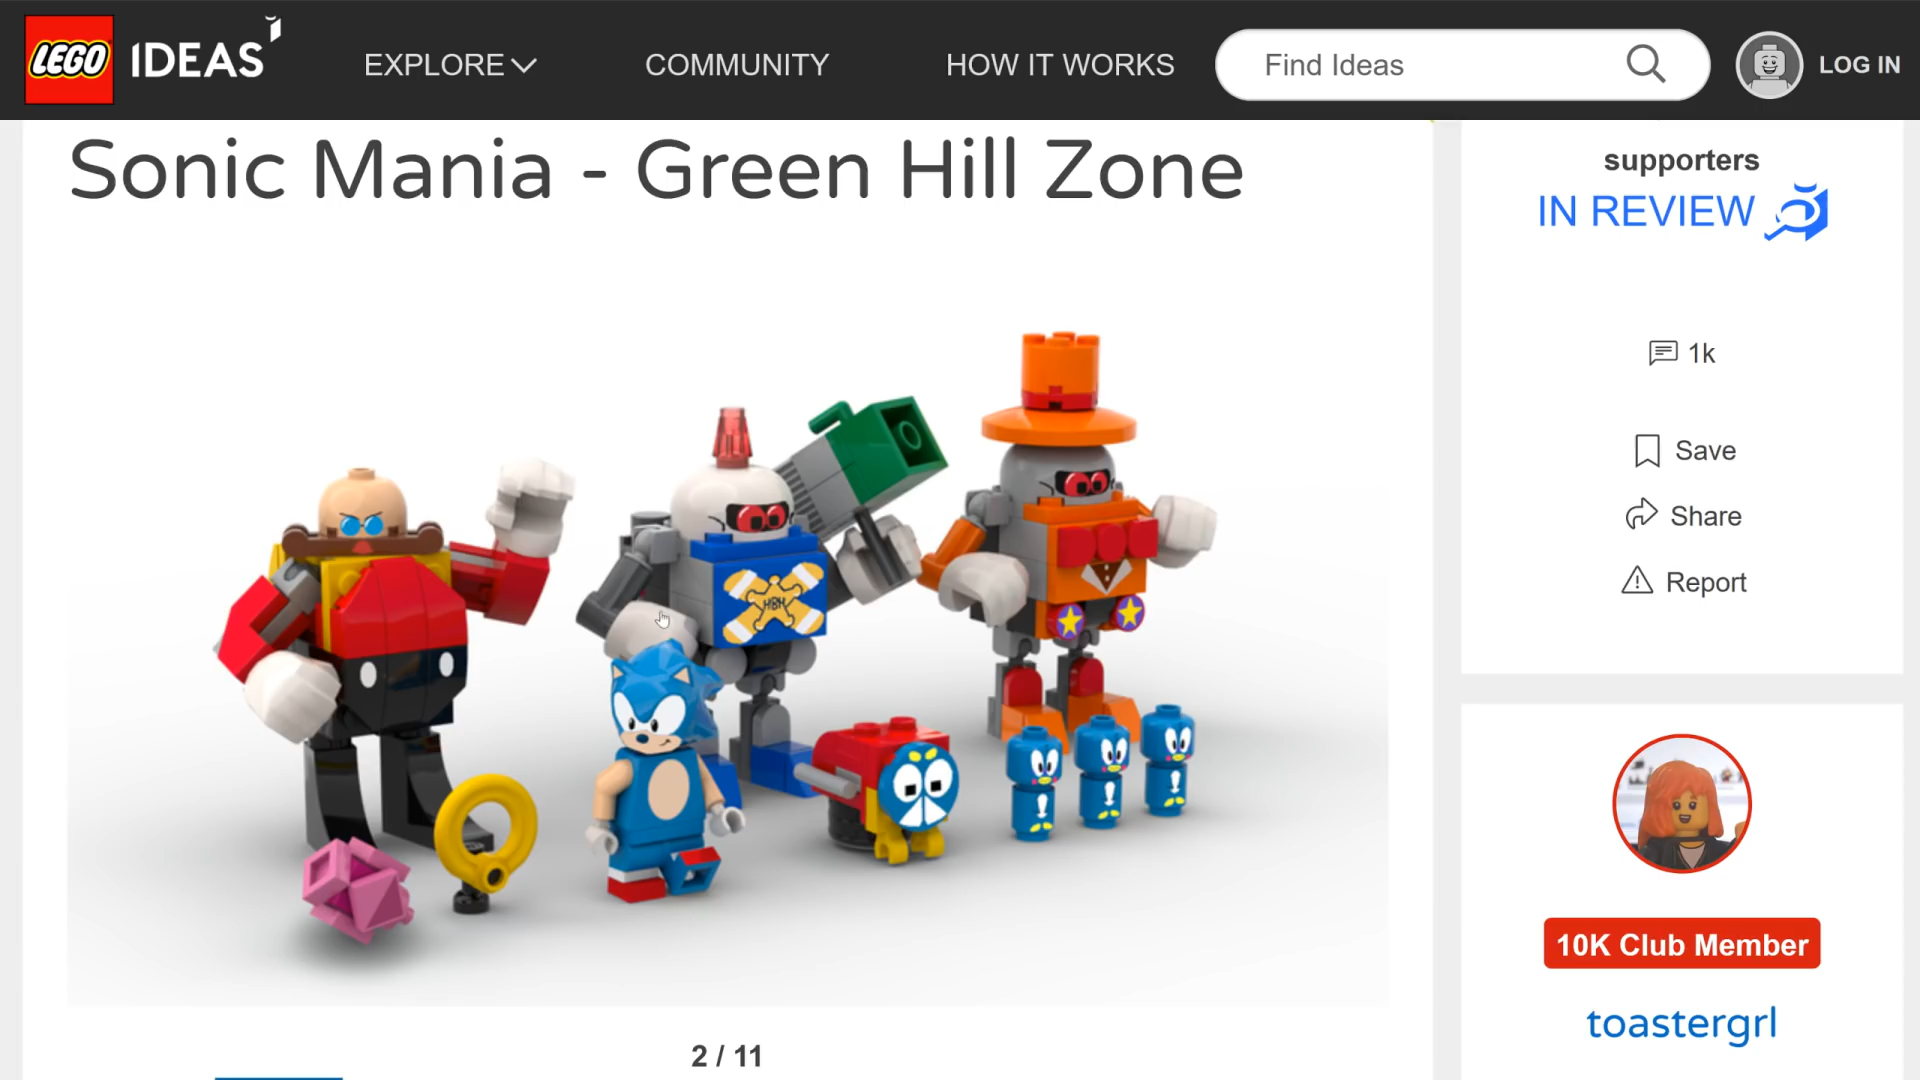 LEGO IDEAS
EXPLORE
COMMUNITY
HOW IT WORKS
Find Ideas
LOG IN
Sonic Mania - Green Hill Zone
supporters
IN REVIEW
1k
Save
Share
Report
HBH
10K Club Member
toastergrl
2 / 11